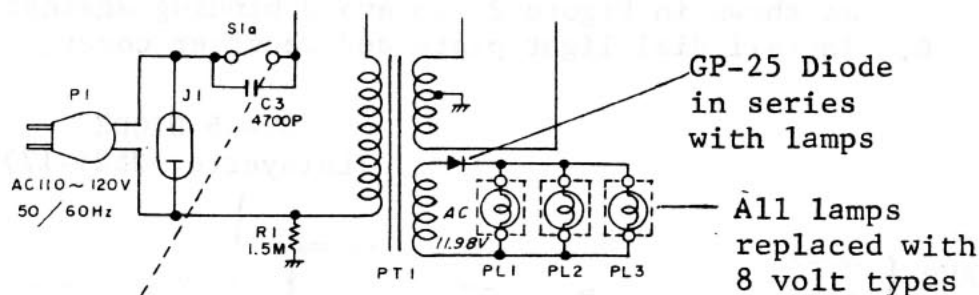 S1a
P1
J1
C3
4700P
GP-25 Diode
in series
with lamps
AC110~120V
50/60Hz
R1
1.5M
PT1
AC
11.98V
PL1
PL2
PL3
All lamps
replaced with
8 volt types